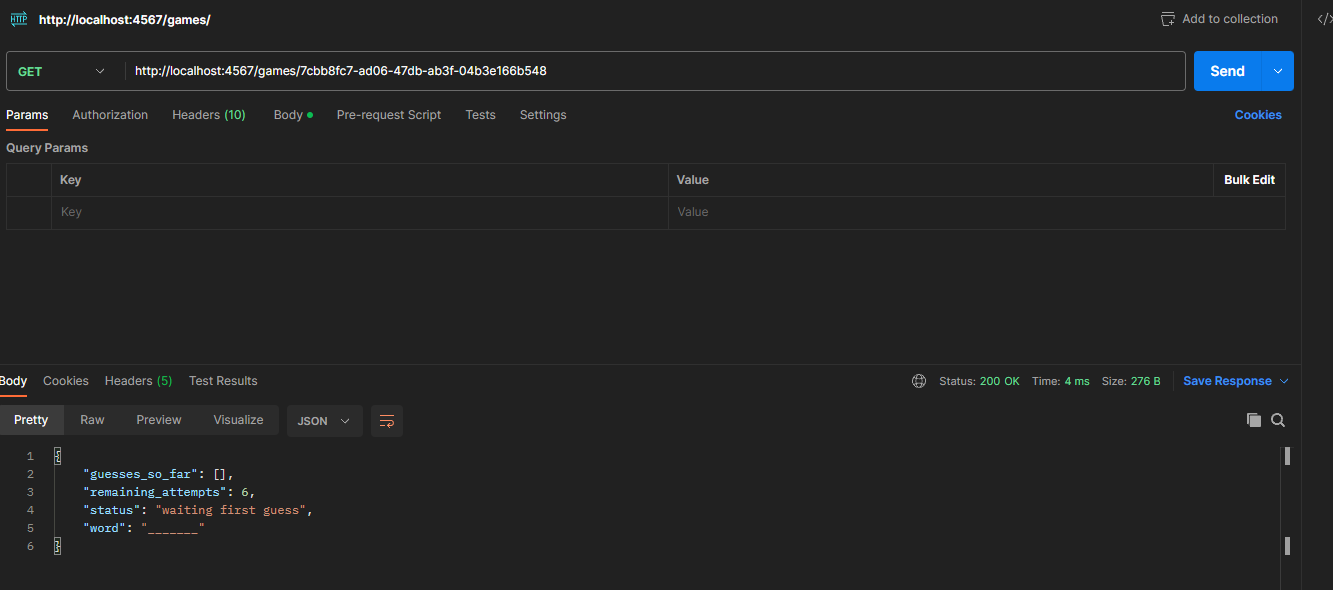 HTTP http://localhost:4567/games/ Add to collection </>
GET http://localhost:4567/games/7cbb8fc7-ad06-47db-ab3f-04b3e166b548 Send
Params Authorization Headers (10) Body Pre-request Script Tests Settings Cookies
Query Params
Key Value Bulk Edit
Key Value
Body Cookies Headers (5) Test Results Status: 200 OK Time: 4 ms Size: 276 B Save Response
Pretty Raw Preview Visualize JSON
1 {
2 "guesses_so_far": [],
3 "remaining_attempts": 6,
4 "status": "waiting first guess",
5 "word": "_______"
6 }